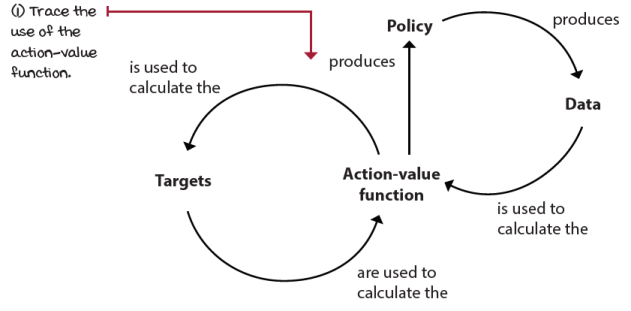 (1) Trace the
use of the
action-value
function.
is used to
calculate the
produces
Policy
produces
Data
Targets
Action-value
function
is used to
calculate the
are used to
calculate the